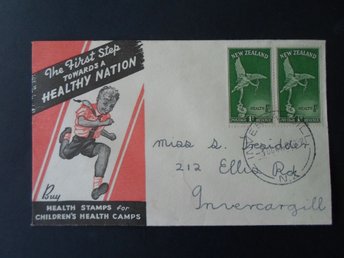 The First Step
TOWARDS A
HEALTHY NATION
Buy
HEALTH STAMPS for
CHILDREN'S HEALTH CAMPS
NEW ZEALAND
HEALTH
NEW ZEALAND
HEALTH
Miss S.
212 Ellis Rd
Invercargill